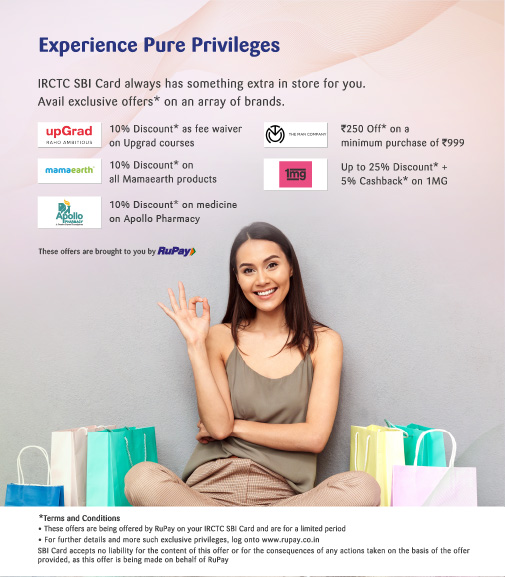 Experience Pure Privileges
IRCTC SBI Card always has something extra in store for you.
Avail exclusive offers* on an array of brands.
upGrad
RAHO AMBITIOUS
10% Discount* as fee waiver
on Upgrad courses
THE MAN COMPANY
₹250 Off* on a
minimum purchase of ₹999
mamaearth
10% Discount* on
all Mamaearth products
1mg
Up to 25% Discount* +
5% Cashback* on 1MG
Apollo
PHARMACY
10% Discount* on medicine
on Apollo Pharmacy
These offers are brought to you by RuPay
*Terms and Conditions
• These offers are being offered by RuPay on your IRCTC SBI Card and are for a limited period
• For further details and more such exclusive privileges, log onto www.rupay.co.in
SBI Card accepts no liability for the content of this offer or for the consequences of any actions taken on the basis of the offer
provided, as this offer is being made on behalf of RuPay